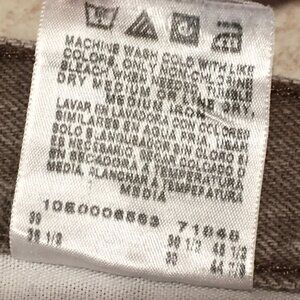 MACHINE WASH COLD WITH LIKE
COLORS, ONLY NON-CHLORINE
BLEACH WHEN NEEDED, TUMBLE
DRY MEDIUM OR LINE DRY,
MEDIUM IRON
LAVAR EN LAVADORA CON COLORES
SIMILARES EN AGUA FRIA, USAR
SOLO BLANQUEADOR SIN CLORO SI
ES NECESARIO, SECAR COLGADO O
EN SECADORA A TEMPERATURA
MEDIA, PLANCHAR A TEMPERATURA
MEDIA
71848